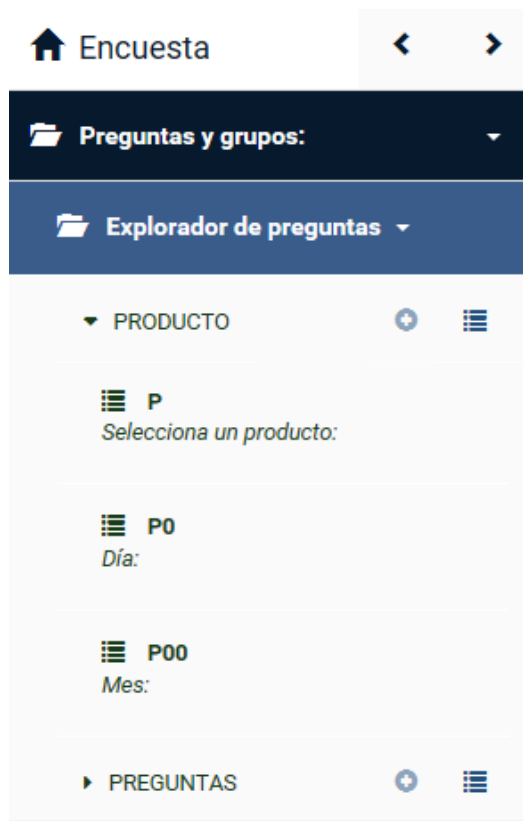 Encuesta
Preguntas y grupos:
Explorador de preguntas
PRODUCTO
P
Selecciona un producto:
P0
Día:
P00
Mes:
PREGUNTAS